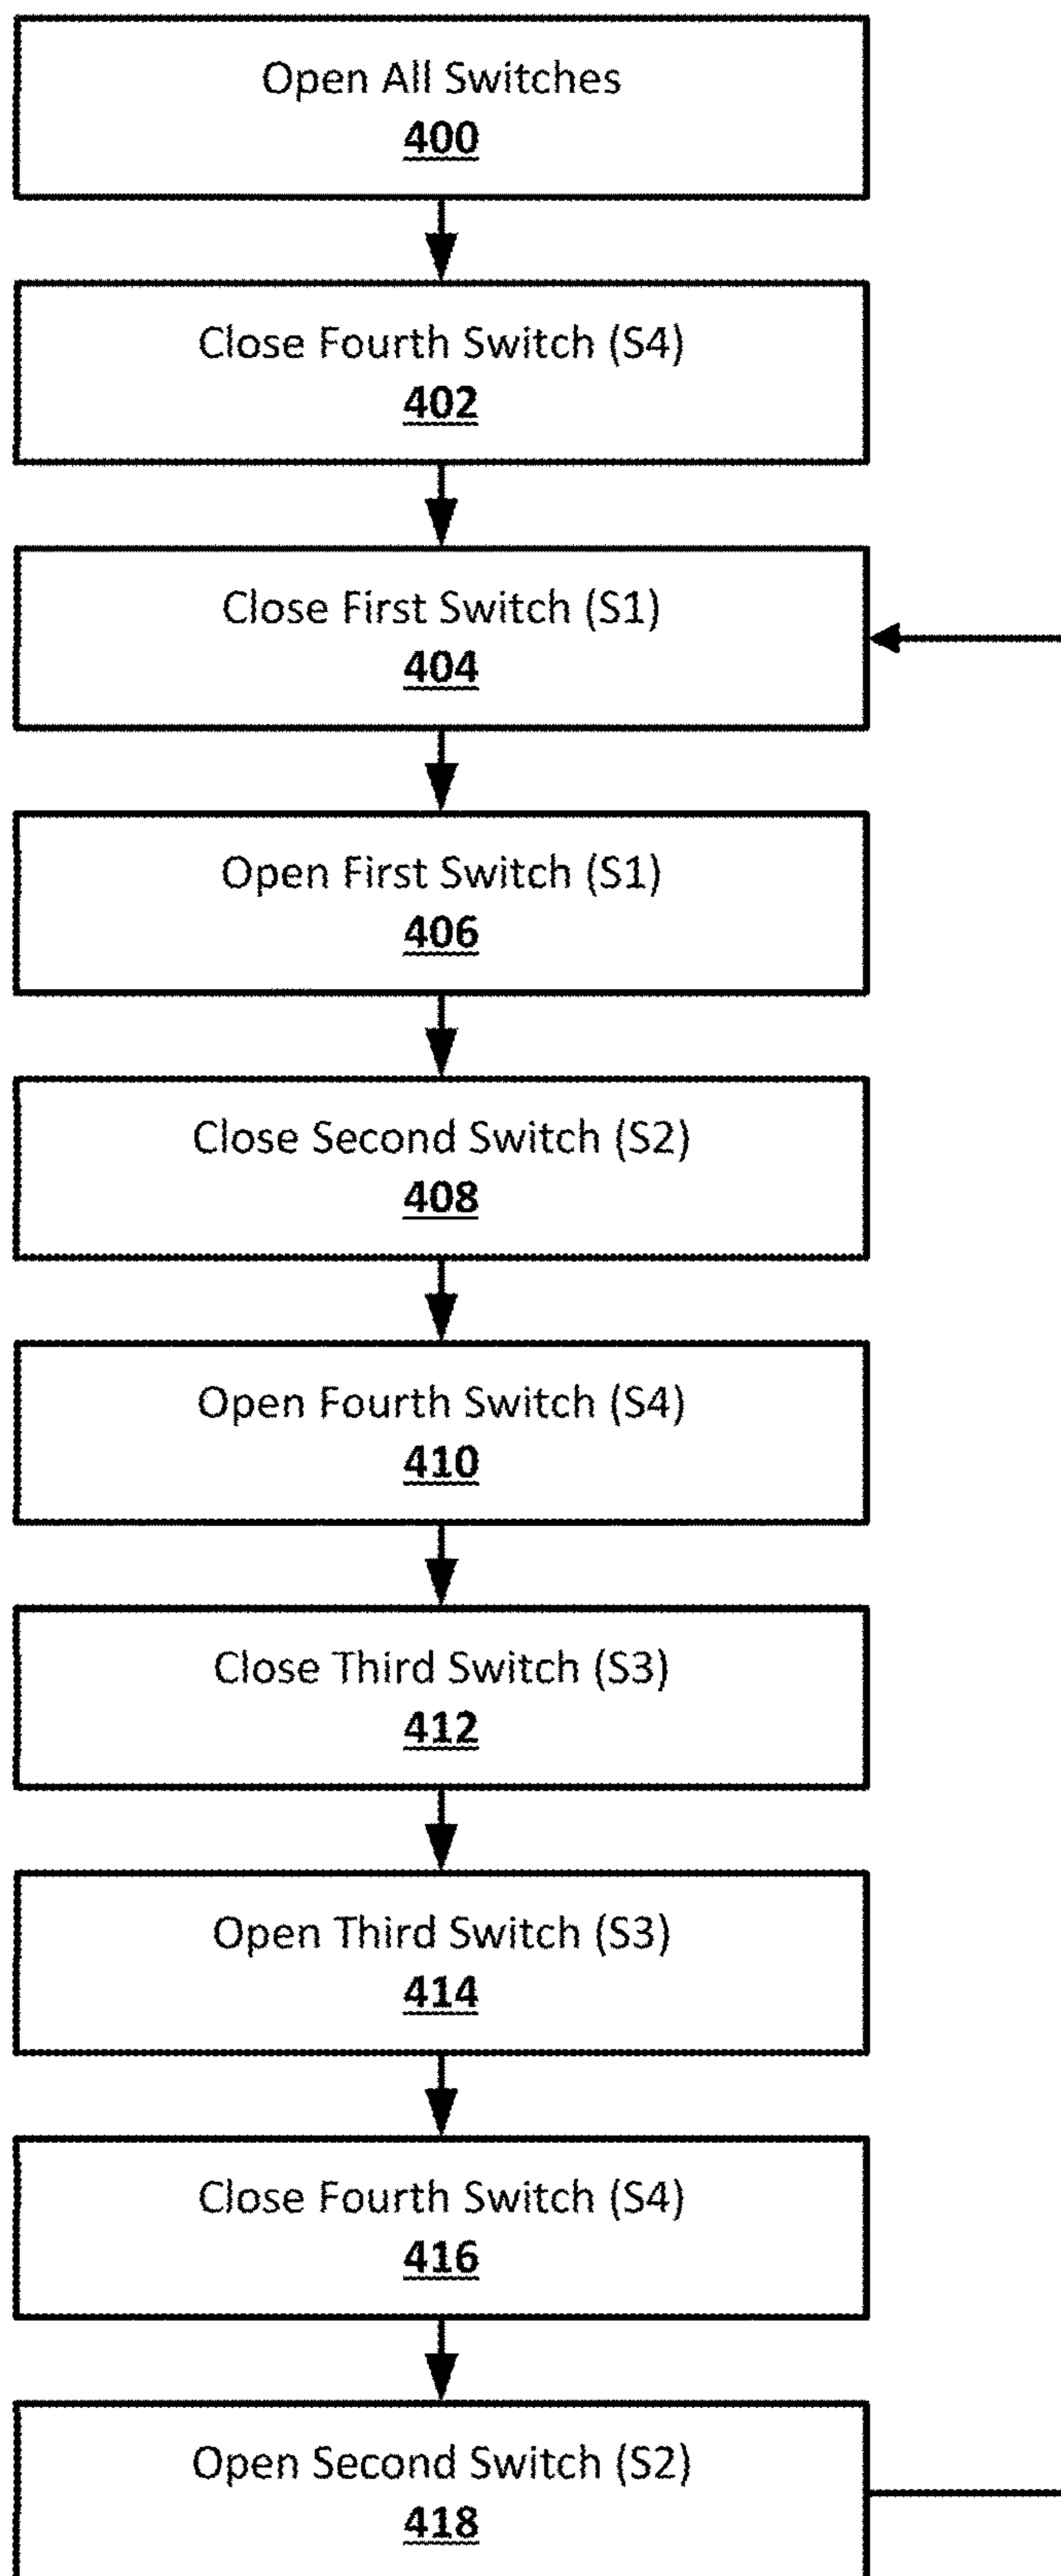 Open All Switches
400
Close Fourth Switch (S4)
402
Close First Switch (S1)
404
Open First Switch (S1)
406
Close Second Switch (S2)
408
Open Fourth Switch (S4)
410
Close Third Switch (S3)
412
Open Third Switch (S3)
414
Close Fourth Switch (S4)
416
Open Second Switch (S2)
418